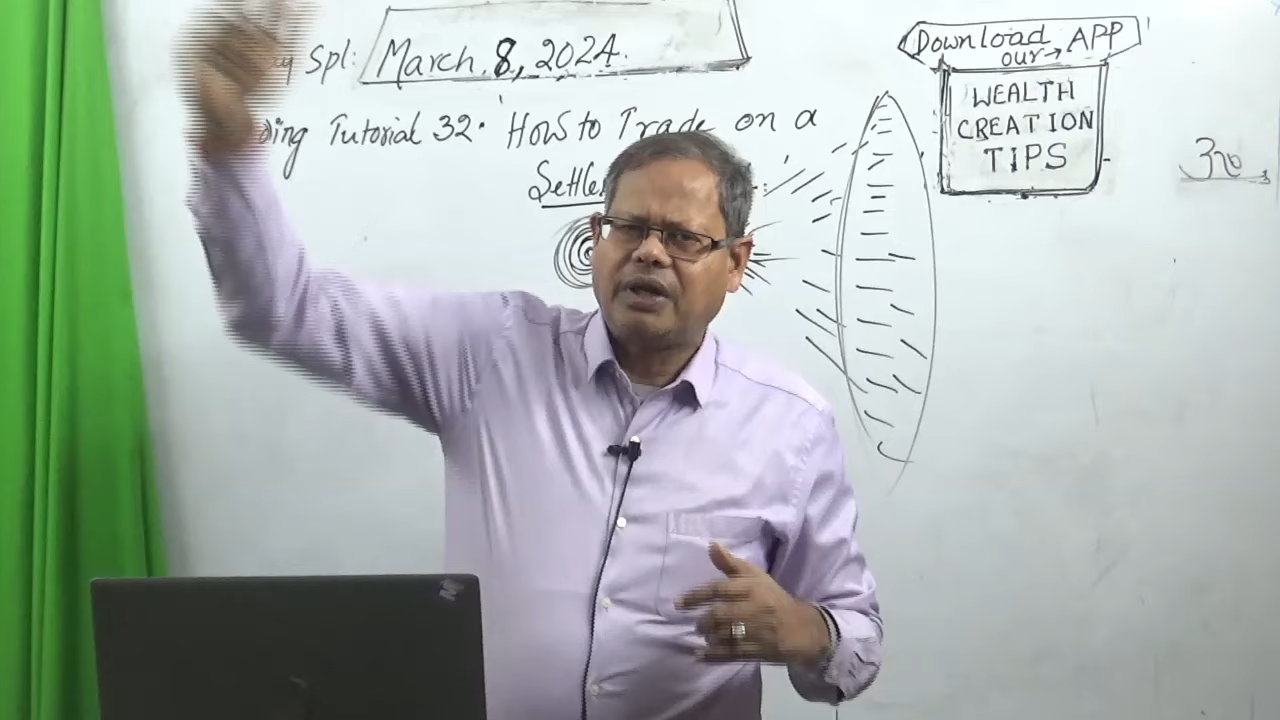 Spl: March 8, 2024.
Tutorial 32. How to Trade on a
Download APP
our→
WEALTH
CREATION
TIPS